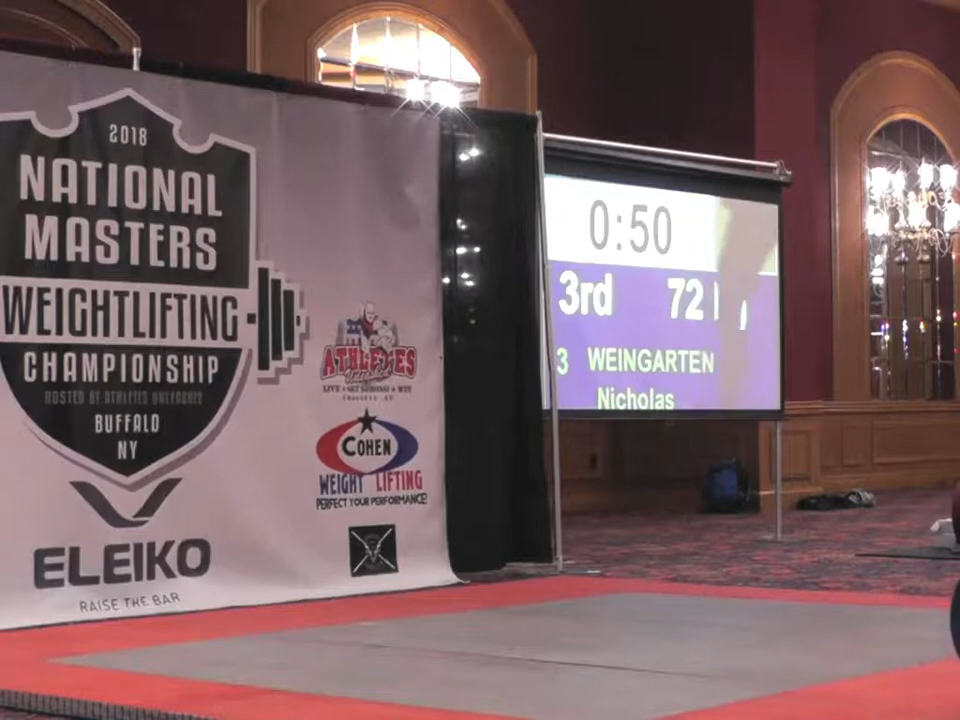 2018
NATIONAL
MASTERS
WEIGHTLIFTING
CHAMPIONSHIP
HOSTED BY ATHLETES UNLEASHED
BUFFALO
NY
ELEIKO
RAISE THE BAR
ATHLETES
COHEN
WEIGHT LIFTING
PERFECT YOUR PERFORMANCE!
0:50
3rd 72
3 WEINGARTEN
Nicholas